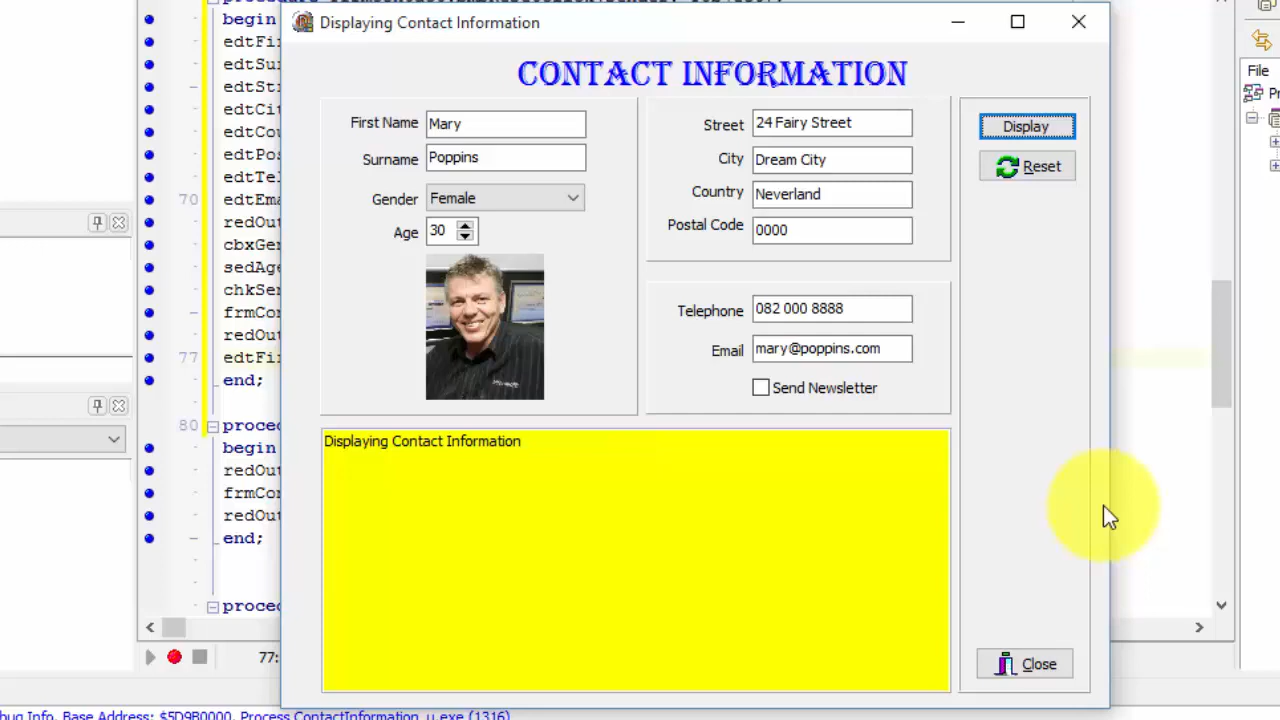 Displaying Contact Information
CONTACT INFORMATION
First Name Mary
Surname Poppins
Gender Female
Age 30
Street 24 Fairy Street
City Dream City
Country Neverland
Postal Code 0000
Telephone 082 000 8888
Email mary@poppins.com
Send Newsletter
Display
Reset
Close
Displaying Contact Information
begin
edtFi
edtSu
edtSt
edtCi
edtCo
edtPo
edtTe
70 edtEm
redOu
cbxGe
sedAg
chkSe
frmCo
redOu
77 edtFi
end;
80 proce
begin
redOu
frmCo
redOu
end;
proce
77:
File
Pr
bug Info. Base Address: $5D9B0000. Process ContactInformation_u.exe (1316)